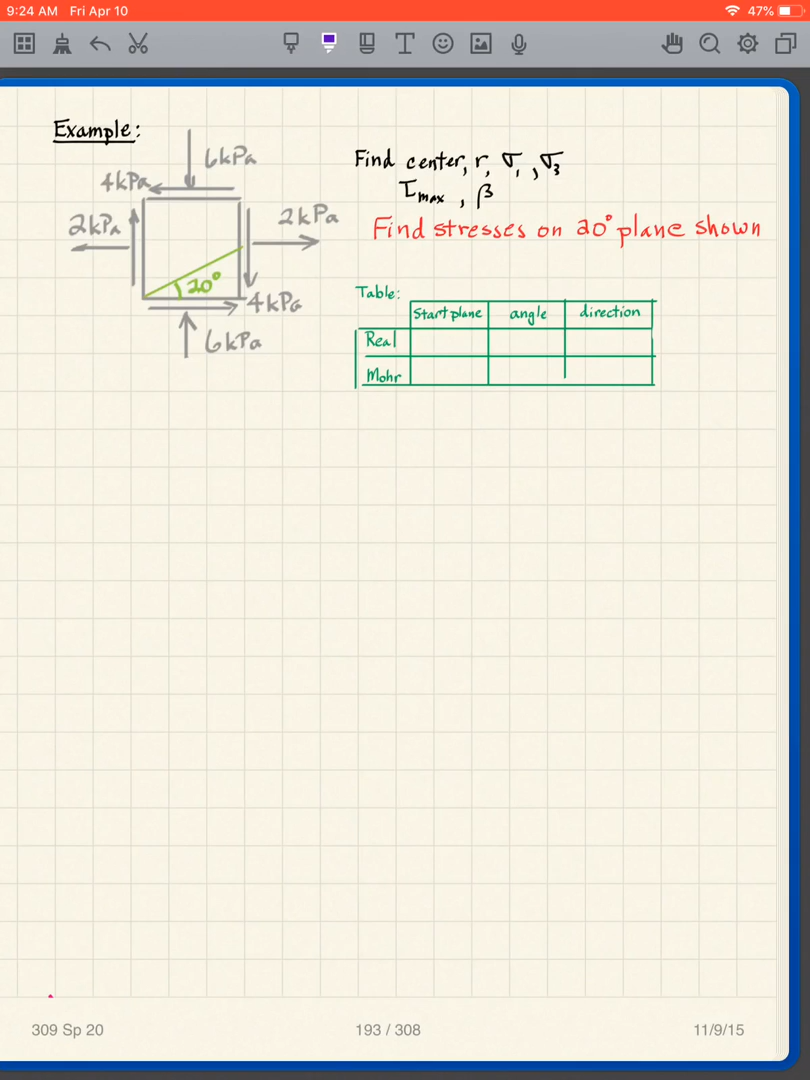 9:24 AM Fri Apr 10
47%
Example:
6kPa
4kPa
2kPa
2kPa
20°
4kPa
6kPa
Find center, r, σ₁, σ₃
τmax, β
Find stresses on 20° plane shown
Table:
Start plane angle direction
Real
Mohr
309 Sp 20
193 / 308
11/9/15